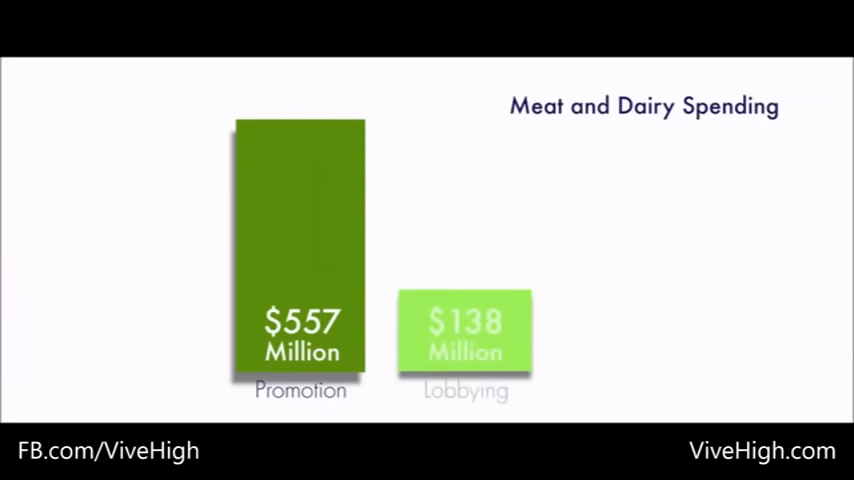 Meat and Dairy Spending
$557
Million
$138
Million
Promotion
Lobbying
FB.com/ViveHigh
ViveHigh.com